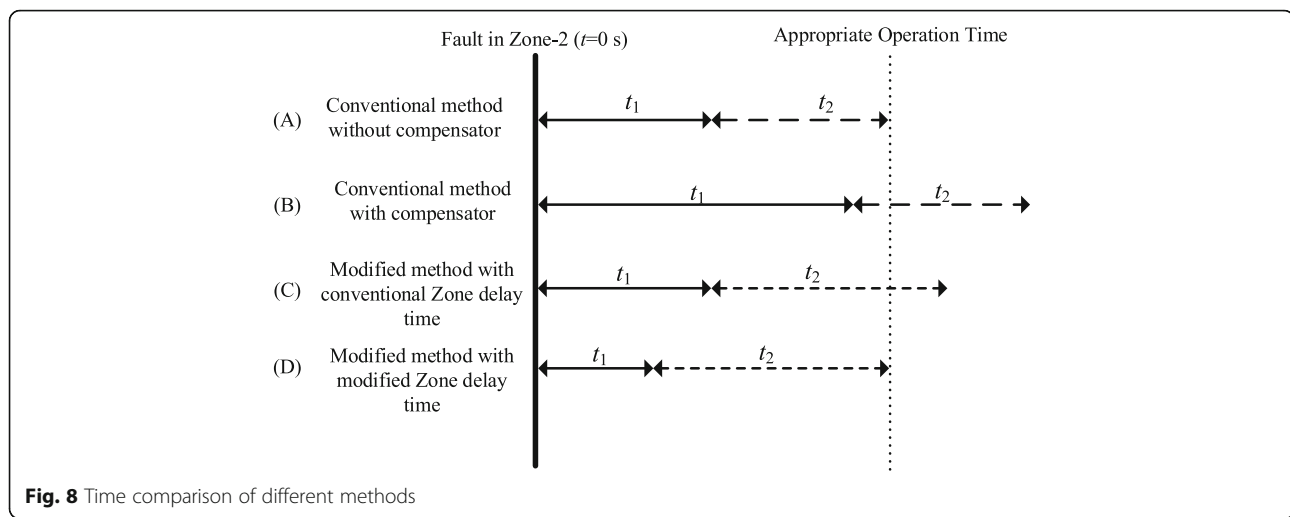 Fault in Zone-2 (t=0 s)
Appropriate Operation Time
(A)
Conventional method
without compensator
t1
t2
(B)
Conventional method
with compensator
t1
t2
(C)
Modified method with
conventional Zone delay
time
t1
t2
(D)
Modified method with
modified Zone delay
time
t1
t2
Fig. 8 Time comparison of different methods